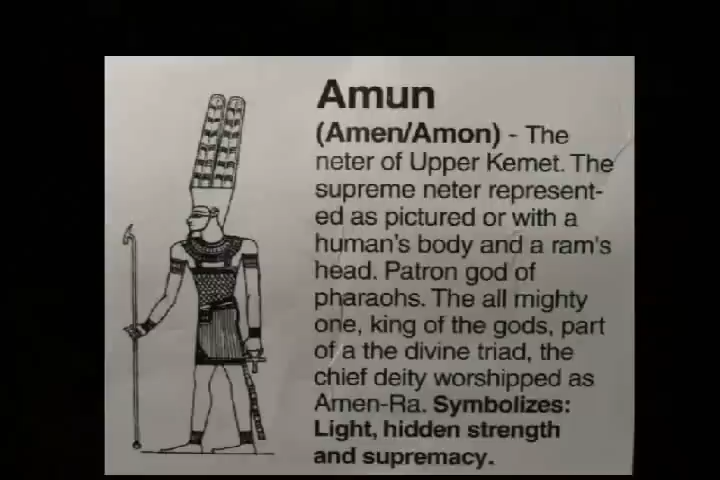 Amun
(Amen/Amon) - The
neter of Upper Kemet. The
supreme neter represent-
ed as pictured or with a
human's body and a ram's
head. Patron god of
pharaohs. The all mighty
one, king of the gods, part
of a the divine triad, the
chief deity worshipped as
Amen-Ra. Symbolizes:
Light, hidden strength
and supremacy.